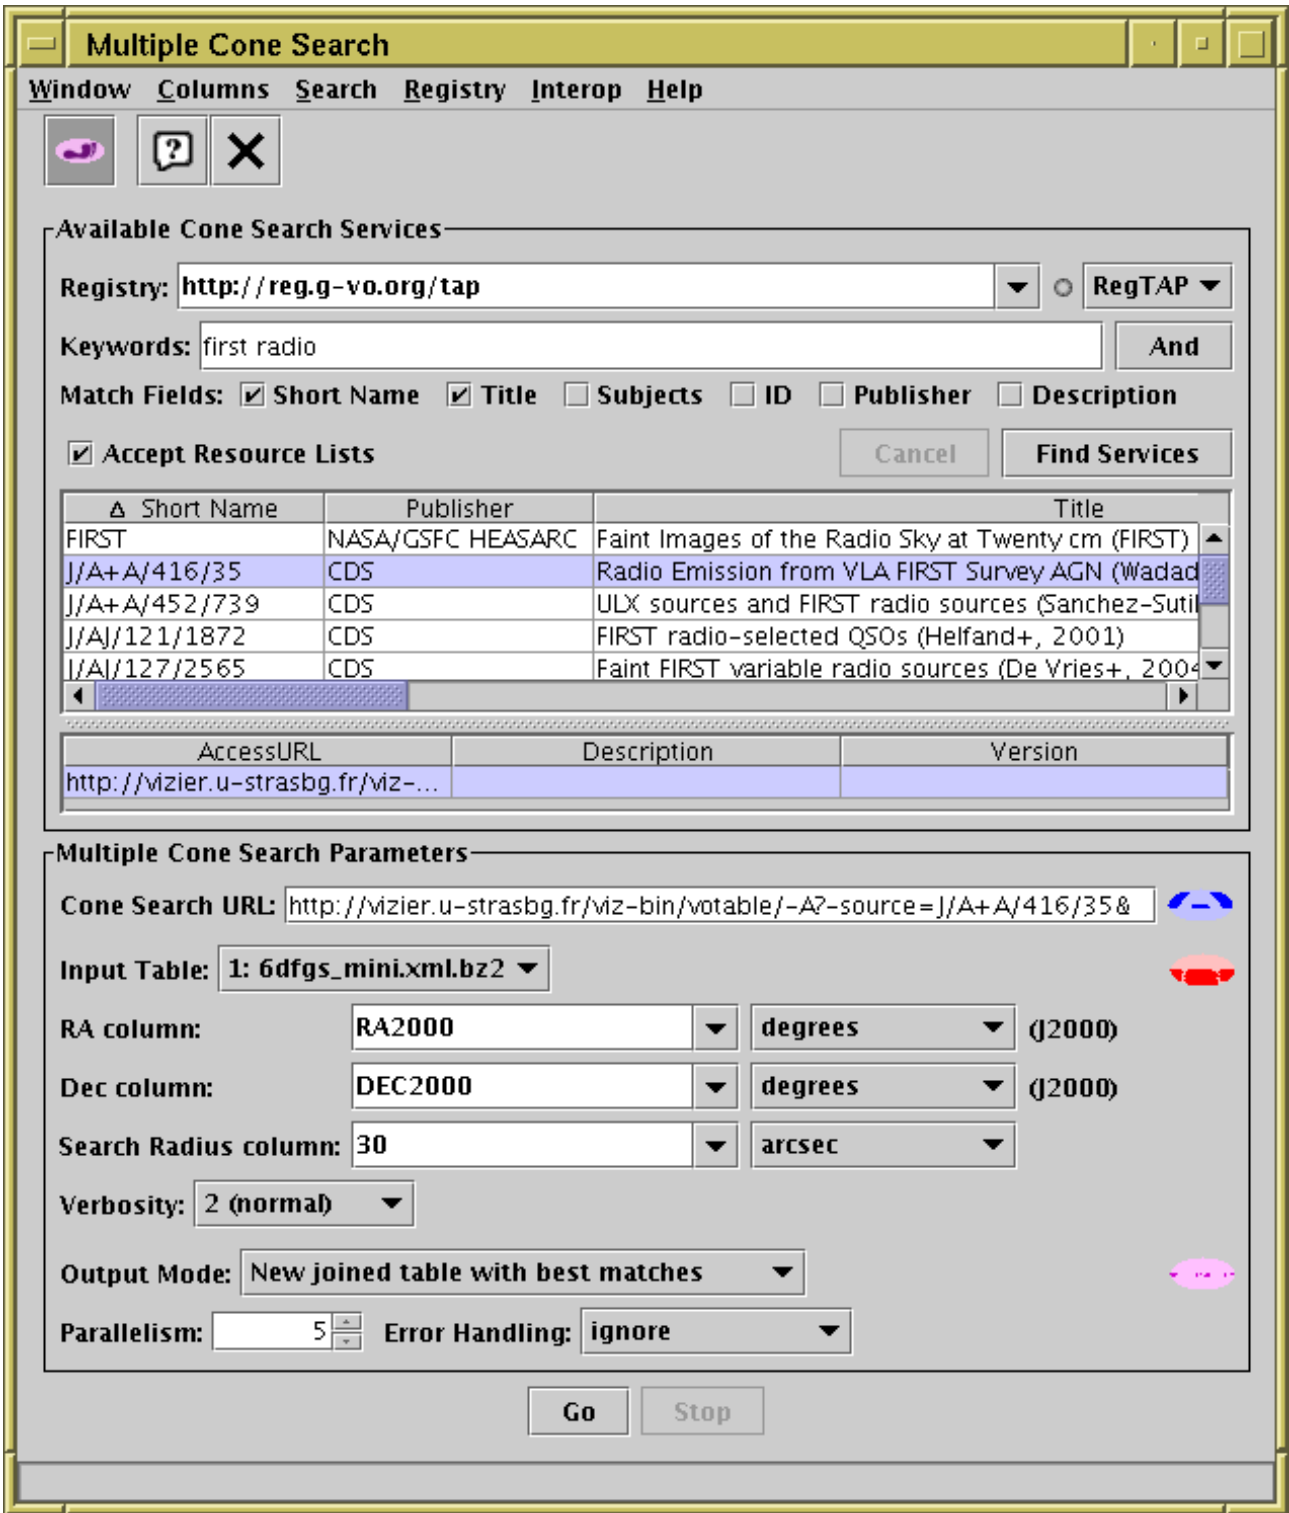 Multiple Cone Search
Window Columns Search Registry Interop Help
Available Cone Search Services
Registry: http://reg.g-vo.org/tap RegTAP
Keywords: first radio And
Match Fields: Short Name Title Subjects ID Publisher Description
Accept Resource Lists Cancel Find Services
Short Name Publisher Title
FIRST NASA/GSFC HEASARC Faint Images of the Radio Sky at Twenty cm (FIRST)
J/A+A/416/35 CDS Radio Emission from VLA FIRST Survey AGN (Wadad
J/A+A/452/739 CDS ULX sources and FIRST radio sources (Sanchez-Sutil
J/AJ/121/1872 CDS FIRST radio-selected QSOs (Helfand+, 2001)
J/AJ/127/2565 CDS Faint FIRST variable radio sources (De Vries+, 2004
AccessURL Description Version
http://vizier.u-strasbg.fr/viz-...
Multiple Cone Search Parameters
Cone Search URL: http://vizier.u-strasbg.fr/viz-bin/votable/-A?-source=J/A+A/416/35&
Input Table: 1: 6dfgs_mini.xml.bz2
RA column: RA2000 degrees (J2000)
Dec column: DEC2000 degrees (J2000)
Search Radius column: 30 arcsec
Verbosity: 2 (normal)
Output Mode: New joined table with best matches
Parallelism: 5 Error Handling: ignore
Go Stop